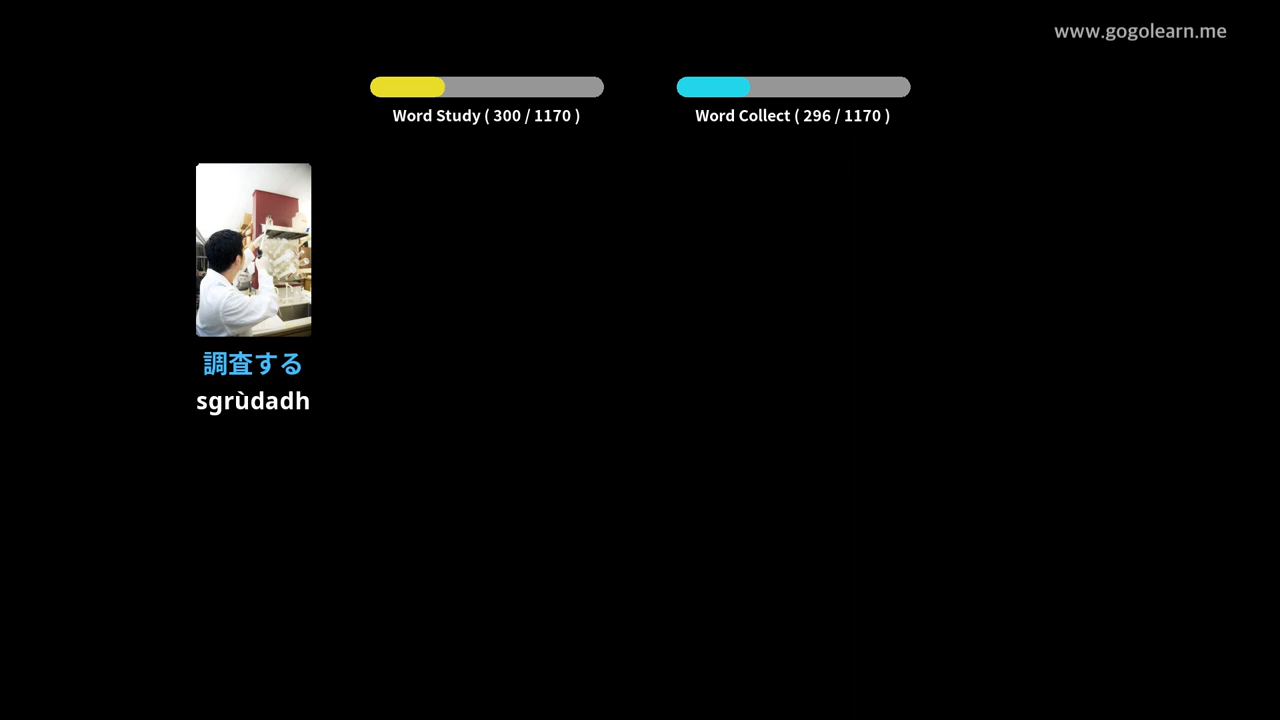 www.gogolearn.me
Word Study ( 300 / 1170 )
Word Collect ( 296 / 1170 )
調査する
sgrùdadh